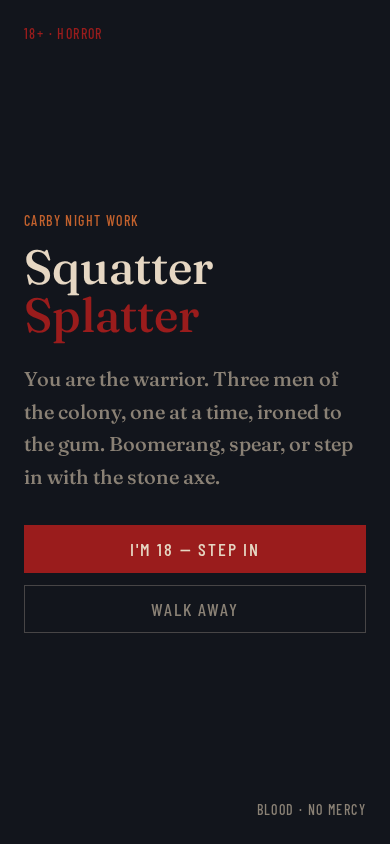 18+ · HORROR
CARBY NIGHT WORK
Squatter
Splatter
You are the warrior. Three men of
the colony, one at a time, ironed to
the gum. Boomerang, spear, or step
in with the stone axe.
I'M 18 — STEP IN
WALK AWAY
BLOOD · NO MERCY